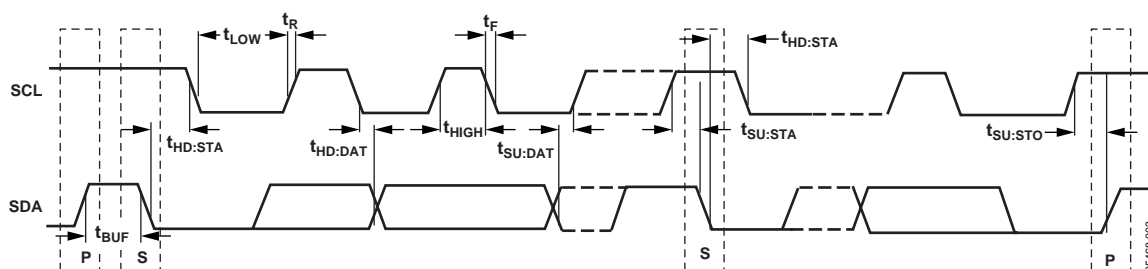 tR
tF
tLOW
tHD:STA
SCL
tHD:STA
tHD:DAT
tHIGH
tSU:DAT
tSU:STA
tSU:STO
SDA
tBUF
P
S
S
P